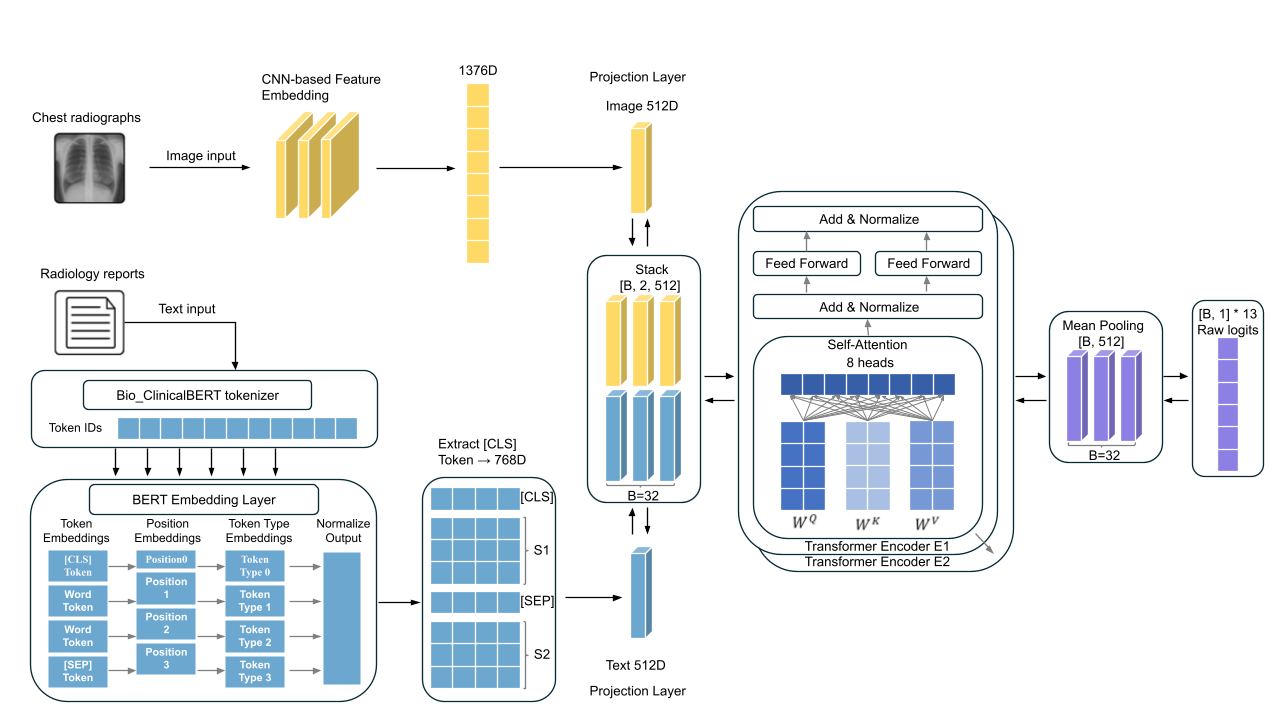 Chest radiographs
Image input
CNN-based Feature
Embedding
1376D
Projection Layer
Image 512D
Radiology reports
Text input
Bio_ClinicalBERT tokenizer
Token IDs
BERT Embedding Layer
Token
Embeddings
Position
Embeddings
Token Type
Embeddings
Normalize
Output
[CLS]
Token
Position0
Token
Type 0
Word
Token
Position
1
Token
Type 1
Word
Token
Position
2
Token
Type 2
[SEP]
Token
Position
3
Token
Type 3
Extract [CLS]
Token → 768D
[CLS]
S1
[SEP]
S2
Stack
[B, 2, 512]
B=32
Text 512D
Projection Layer
Add & Normalize
Feed Forward
Feed Forward
Add & Normalize
Self-Attention
8 heads
W^Q
W^K
W^V
Transformer Encoder E1
Transformer Encoder E2
Mean Pooling
[B, 512]
B=32
[B, 1] * 13
Raw logits